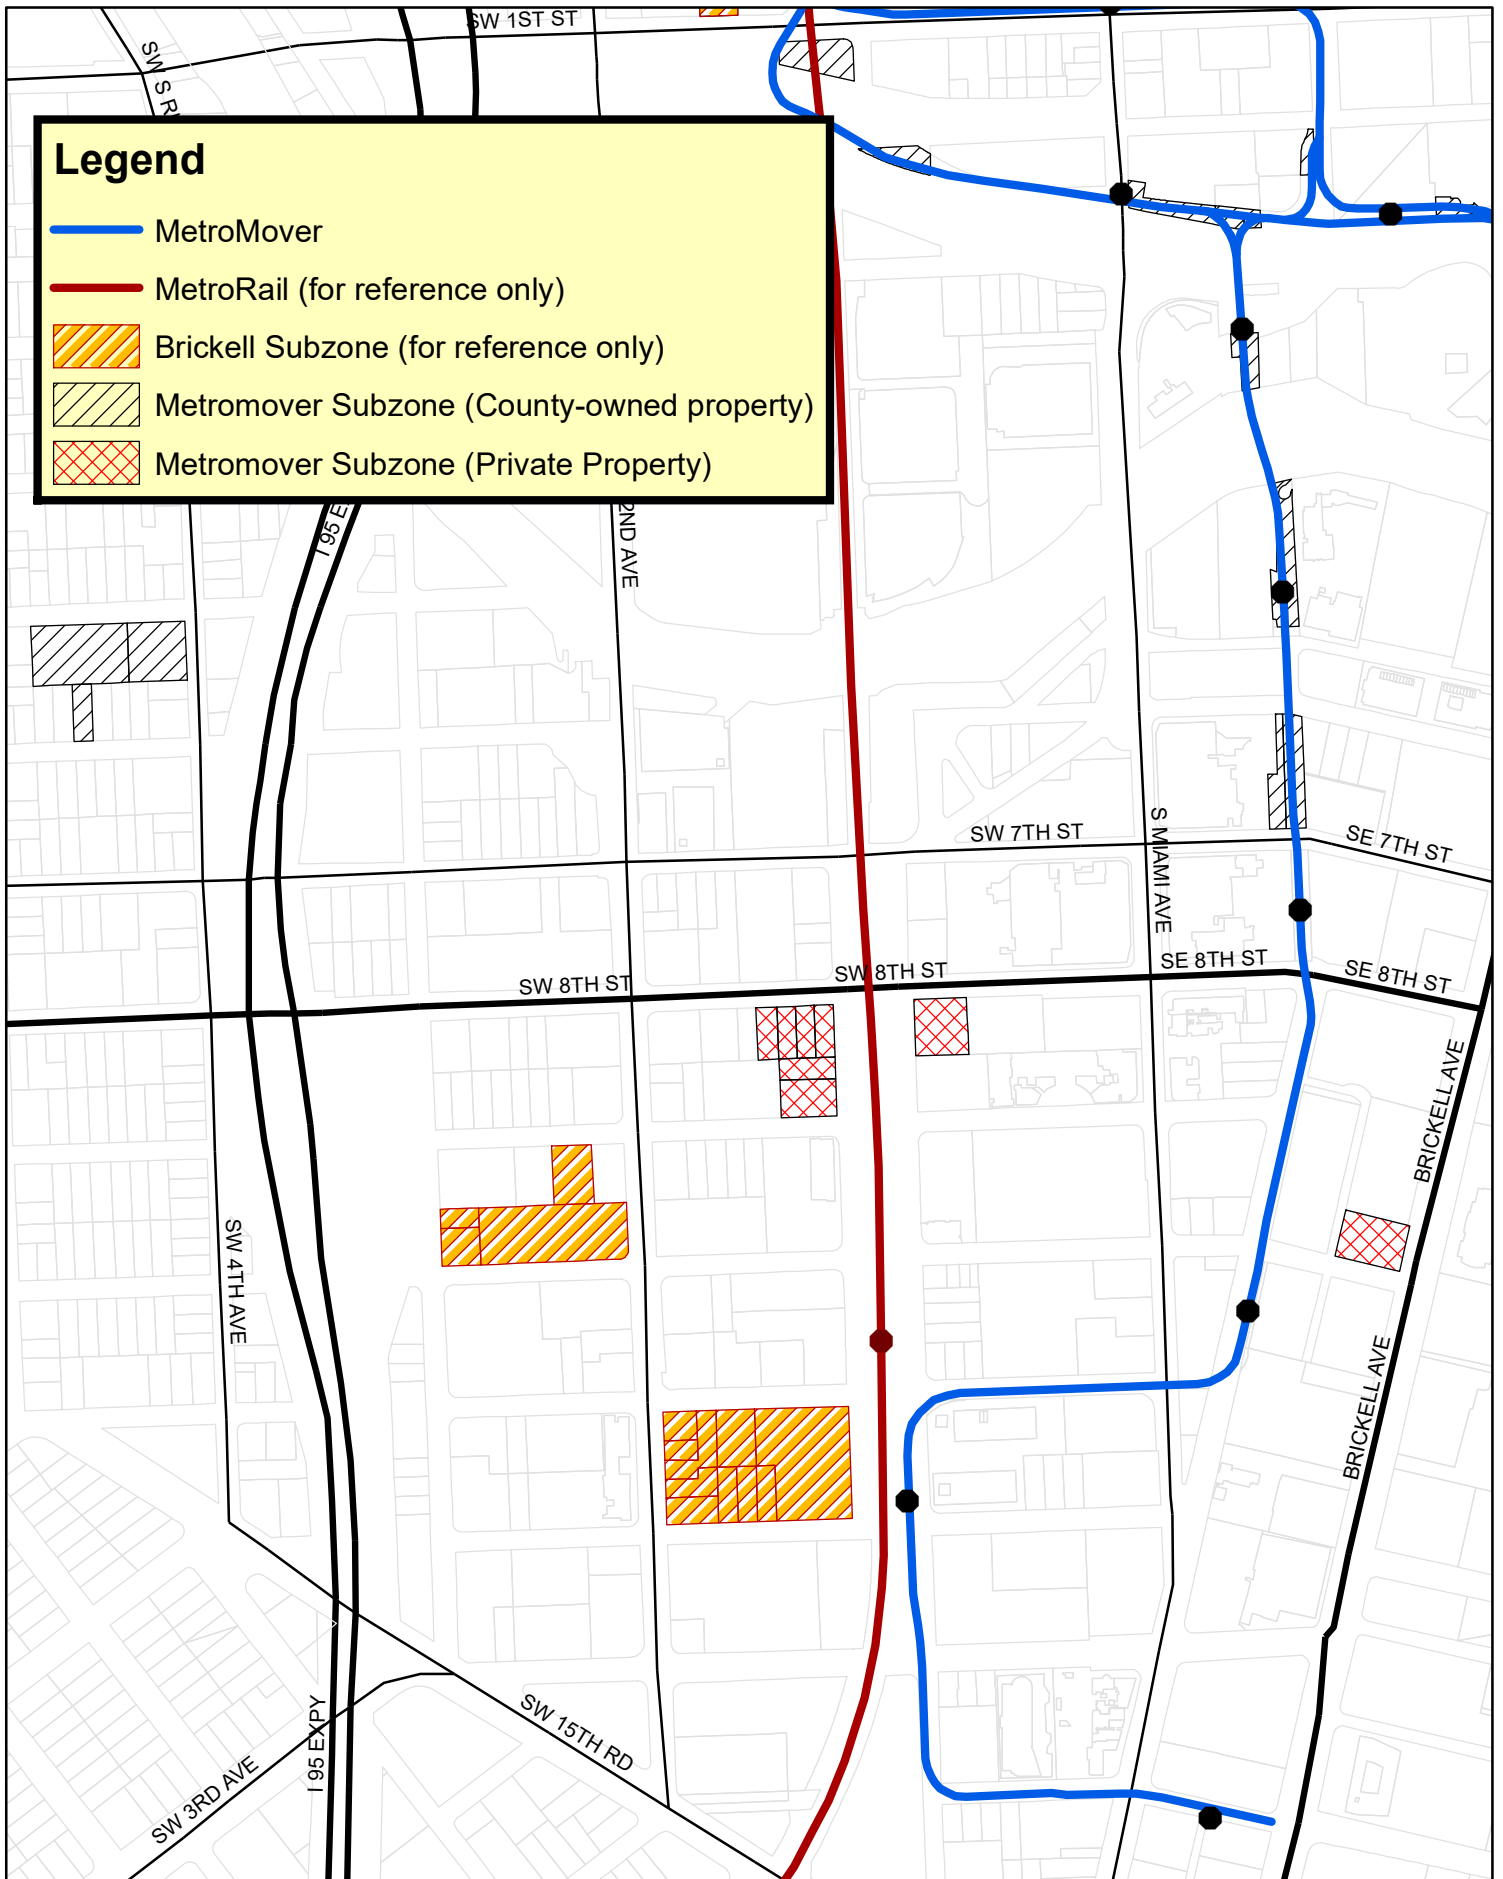 SW 1ST ST
SW S RI
Legend
MetroMover
MetroRail (for reference only)
Brickell Subzone (for reference only)
Metromover Subzone (County-owned property)
Metromover Subzone (Private Property)
I 95 E
2ND AVE
SW 7TH ST
S MIAMI AVE
SE 7TH ST
SW 8TH ST
SW 8TH ST
SE 8TH ST
SE 8TH ST
BRICKELL AVE
SW 4TH AVE
BRICKELL AVE
SW 15TH RD
I 95 EXPY
SW 3RD AVE